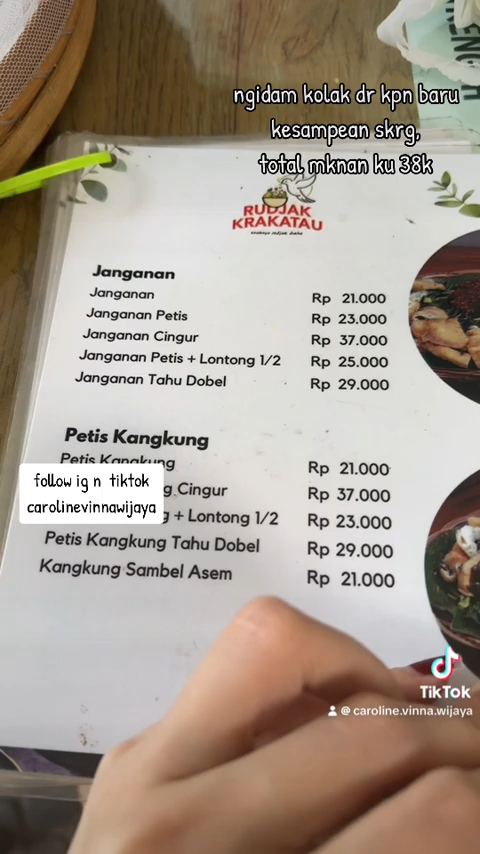 ngidam kolak dr kpn baru
kesampean skrg,
total mknan ku 38k
RUDJAK
KRAKATAU
Janganan
Janganan Rp 21.000
Janganan Petis Rp 23.000
Janganan Cingur Rp 37.000
Janganan Petis + Lontong 1/2 Rp 25.000
Janganan Tahu Dobel Rp 29.000
Petis Kangkung
Petis Kangkung Rp 21.000
g Cingur Rp 37.000
g + Lontong 1/2 Rp 23.000
Petis Kangkung Tahu Dobel Rp 29.000
Kangkung Sambel Asem Rp 21.000
follow ig n tiktok
carolinevinnawijaya
TikTok
@caroline.vinna.wijaya